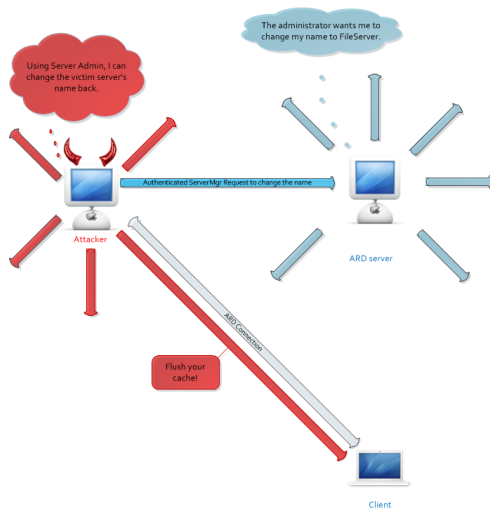 The administrator wants me to
change my name to FileServer.
Using Server Admin, I can
change the victim server's
name back.
Authenticated ServerMgr Request to change the name
Attacker
ARD server
ARD Connection
Flush your
cache!
Client